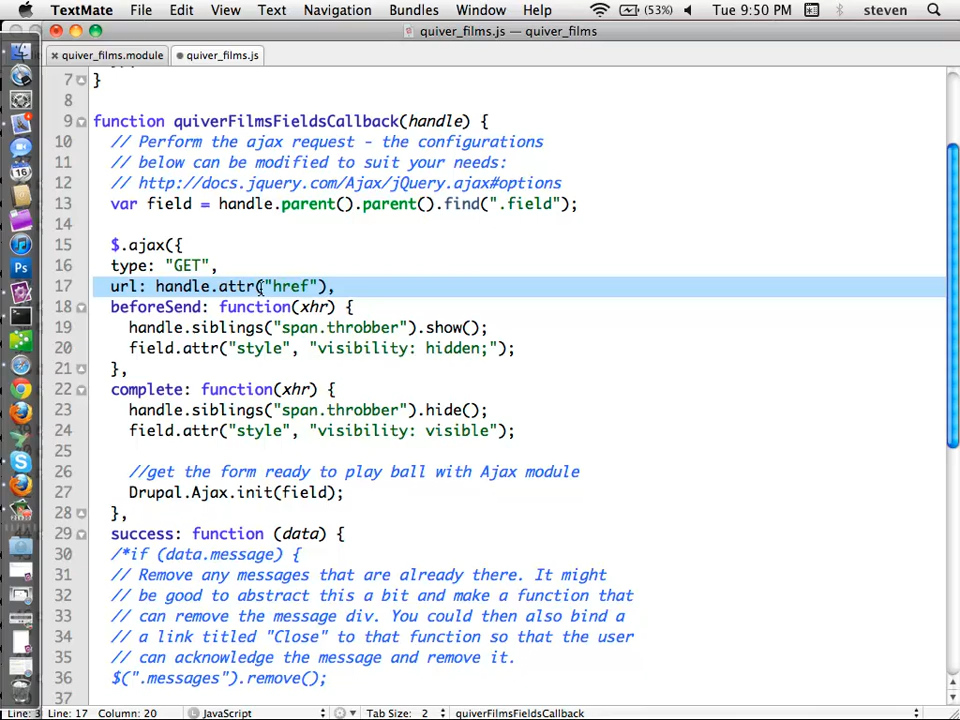 TextMate File Edit View Text Navigation Bundles Window Help (53%) Tue 9:50 PM steven
quiver_films.js — quiver_films
quiver_films.module quiver_films.js
7 }
8
9 function quiverFilmsFieldsCallback(handle) {
10 // Perform the ajax request - the configurations
11 // below can be modified to suit your needs:
12 // http://docs.jquery.com/Ajax/jQuery.ajax#options
13 var field = handle.parent().parent().find(".field");
14
15 $.ajax({
16 type: "GET",
17 url: handle.attr("href"),
18 beforeSend: function(xhr) {
19 handle.siblings("span.throbber").show();
20 field.attr("style", "visibility: hidden;");
21 },
22 complete: function(xhr) {
23 handle.siblings("span.throbber").hide();
24 field.attr("style", "visibility: visible");
25
26 //get the form ready to play ball with Ajax module
27 Drupal.Ajax.init(field);
28 },
29 success: function (data) {
30 /*if (data.message) {
31 // Remove any messages that are already there. It might
32 // be good to abstract this a bit and make a function that
33 // can remove the message div. You could then also bind a
34 // a link titled "Close" to that function so that the user
35 // can acknowledge the message and remove it.
36 $(".messages").remove();
37
Line: 17 Column: 20 JavaScript Tab Size: 2 quiverFilmsFieldsCallback